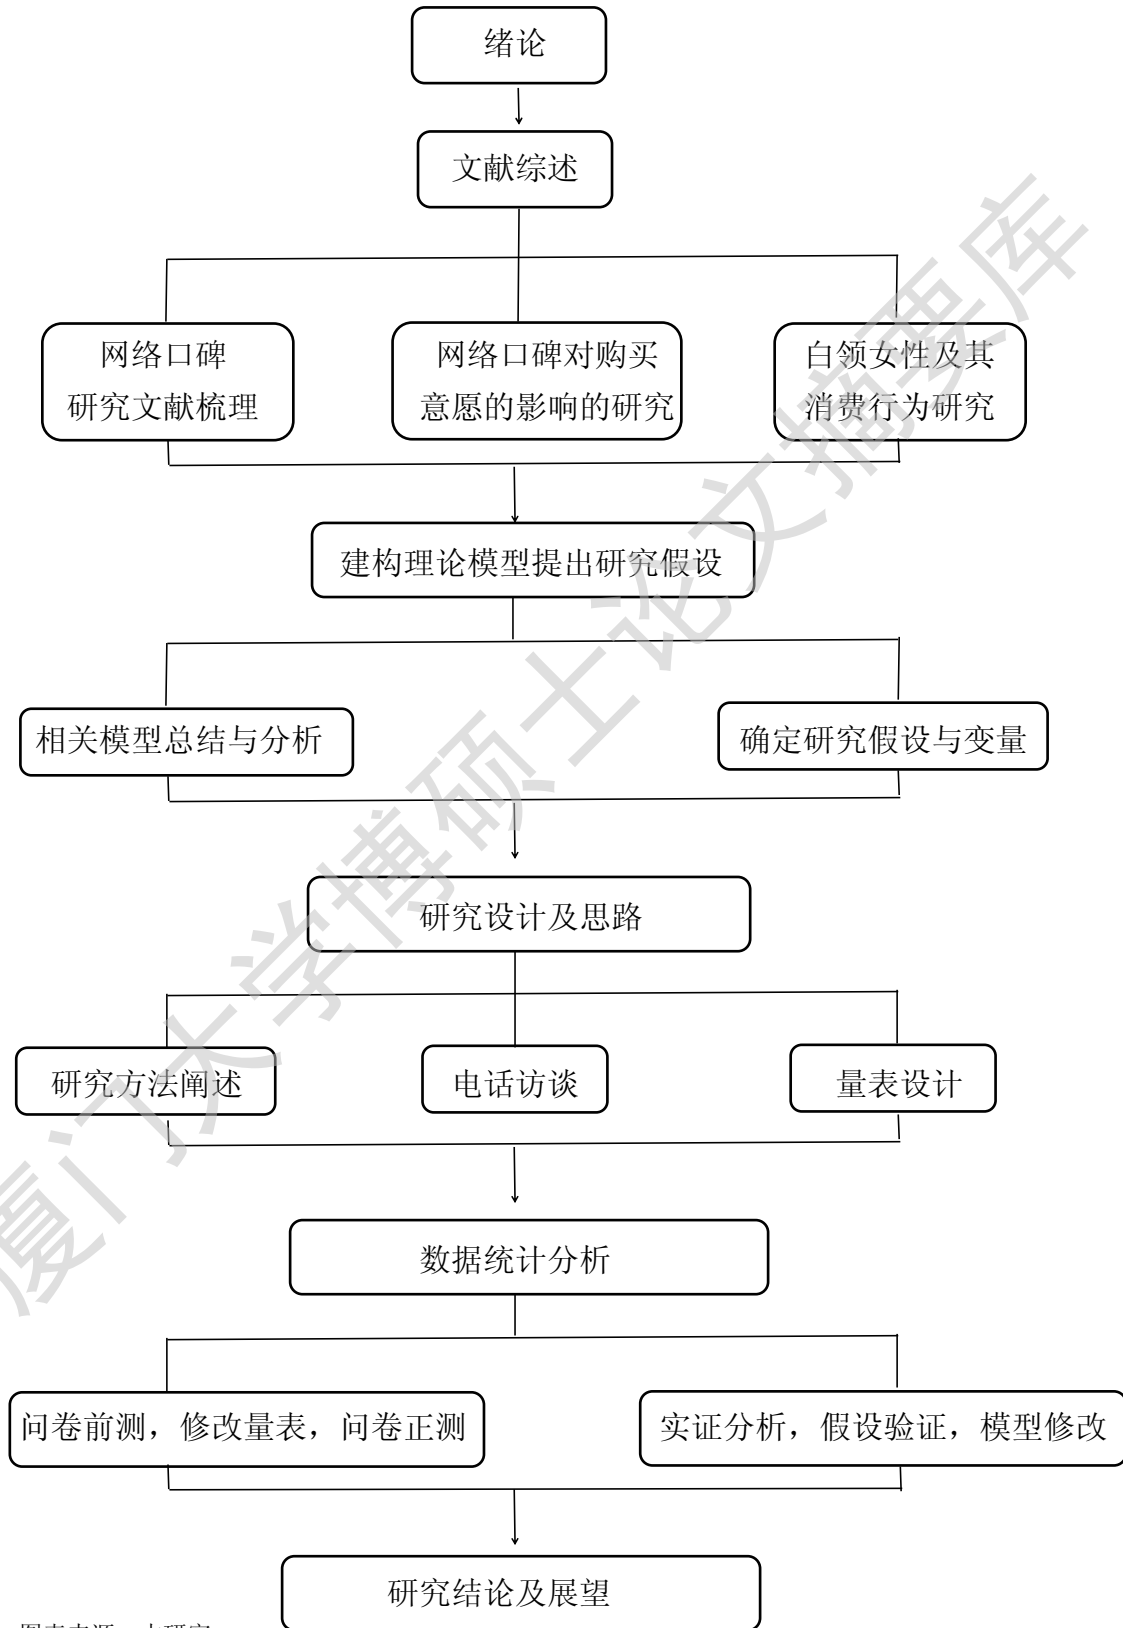 绪论
文献综述
网络口碑
研究文献梳理
网络口碑对购买
意愿的影响的研究
白领女性及其
消费行为研究
建构理论模型提出研究假设
相关模型总结与分析
确定研究假设与变量
研究设计及思路
研究方法阐述
电话访谈
量表设计
数据统计分析
问卷前测，修改量表，问卷正测
实证分析，假设验证，模型修改
研究结论及展望
厦门大学博硕士论文摘要库